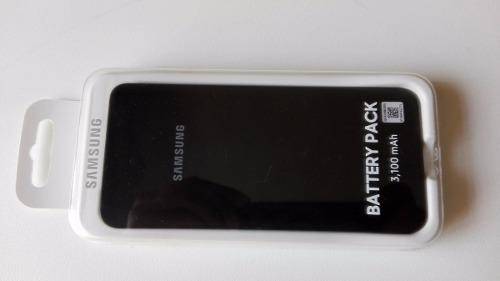 SAMSUNG
SAMSUNG
BATTERY PACK
3,100 mAh